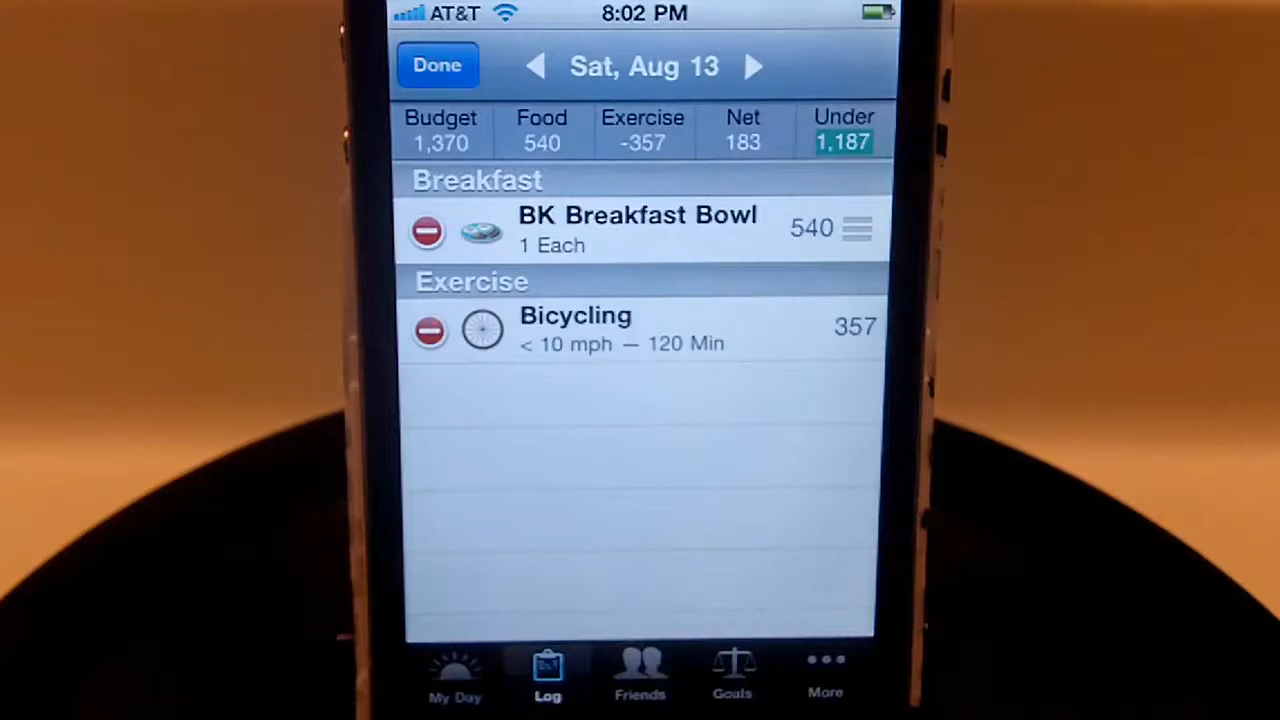 AT&T 8:02 PM
Done Sat, Aug 13
Budget Food Exercise Net Under
1,370 540 -357 183 1,187
Breakfast
BK Breakfast Bowl 540
1 Each
Exercise
Bicycling 357
< 10 mph — 120 Min
My Day Log Friends Goals More